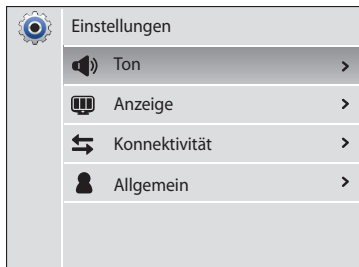 Einstellungen
Ton
Anzeige
Konnektivität
Allgemein